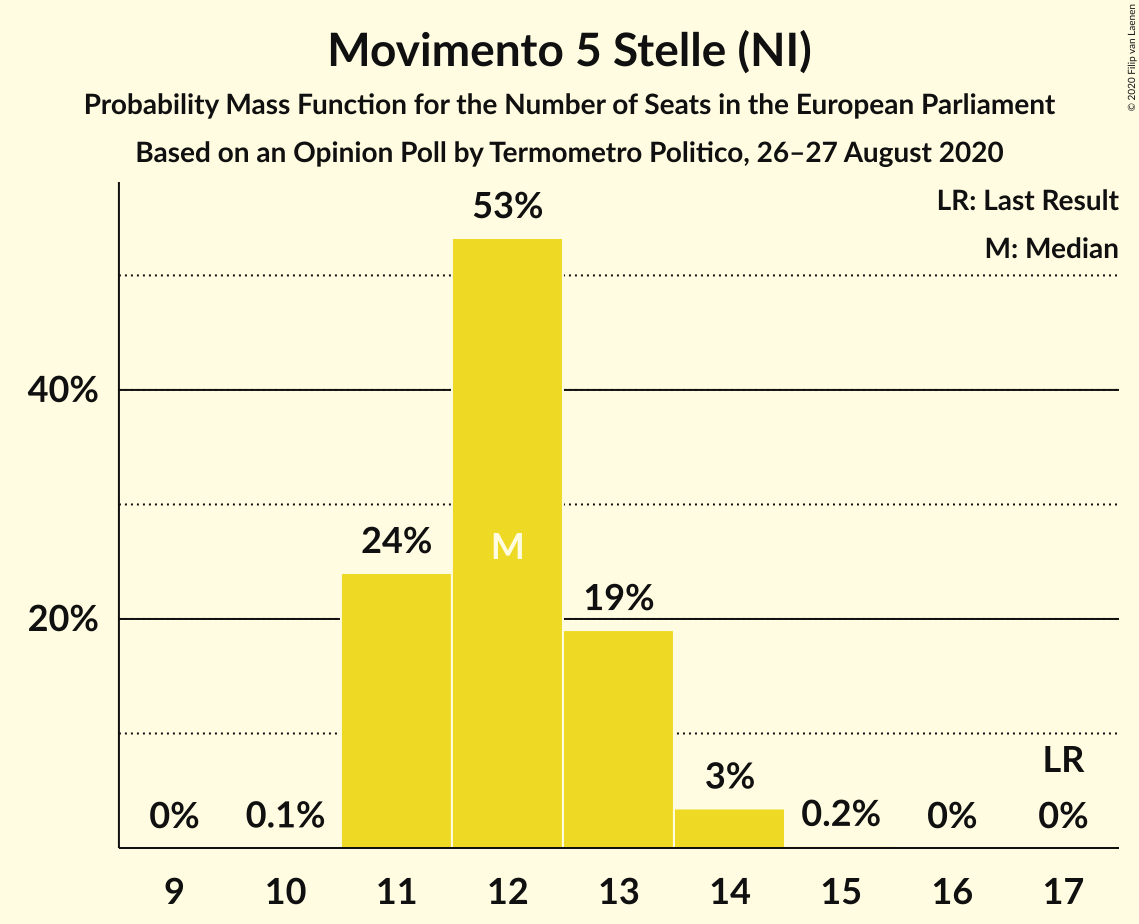 Movimento 5 Stelle (NI)
Probability Mass Function for the Number of Seats in the European Parliament
Based on an Opinion Poll by Termometro Politico, 26–27 August 2020
© 2020 Filip van Laenen
LR: Last Result
M: Median
53%
40%
24%
M
19%
20%
LR
3%
0% 0.1% 0.2% 0% 0%
9 10 11 12 13 14 15 16 17